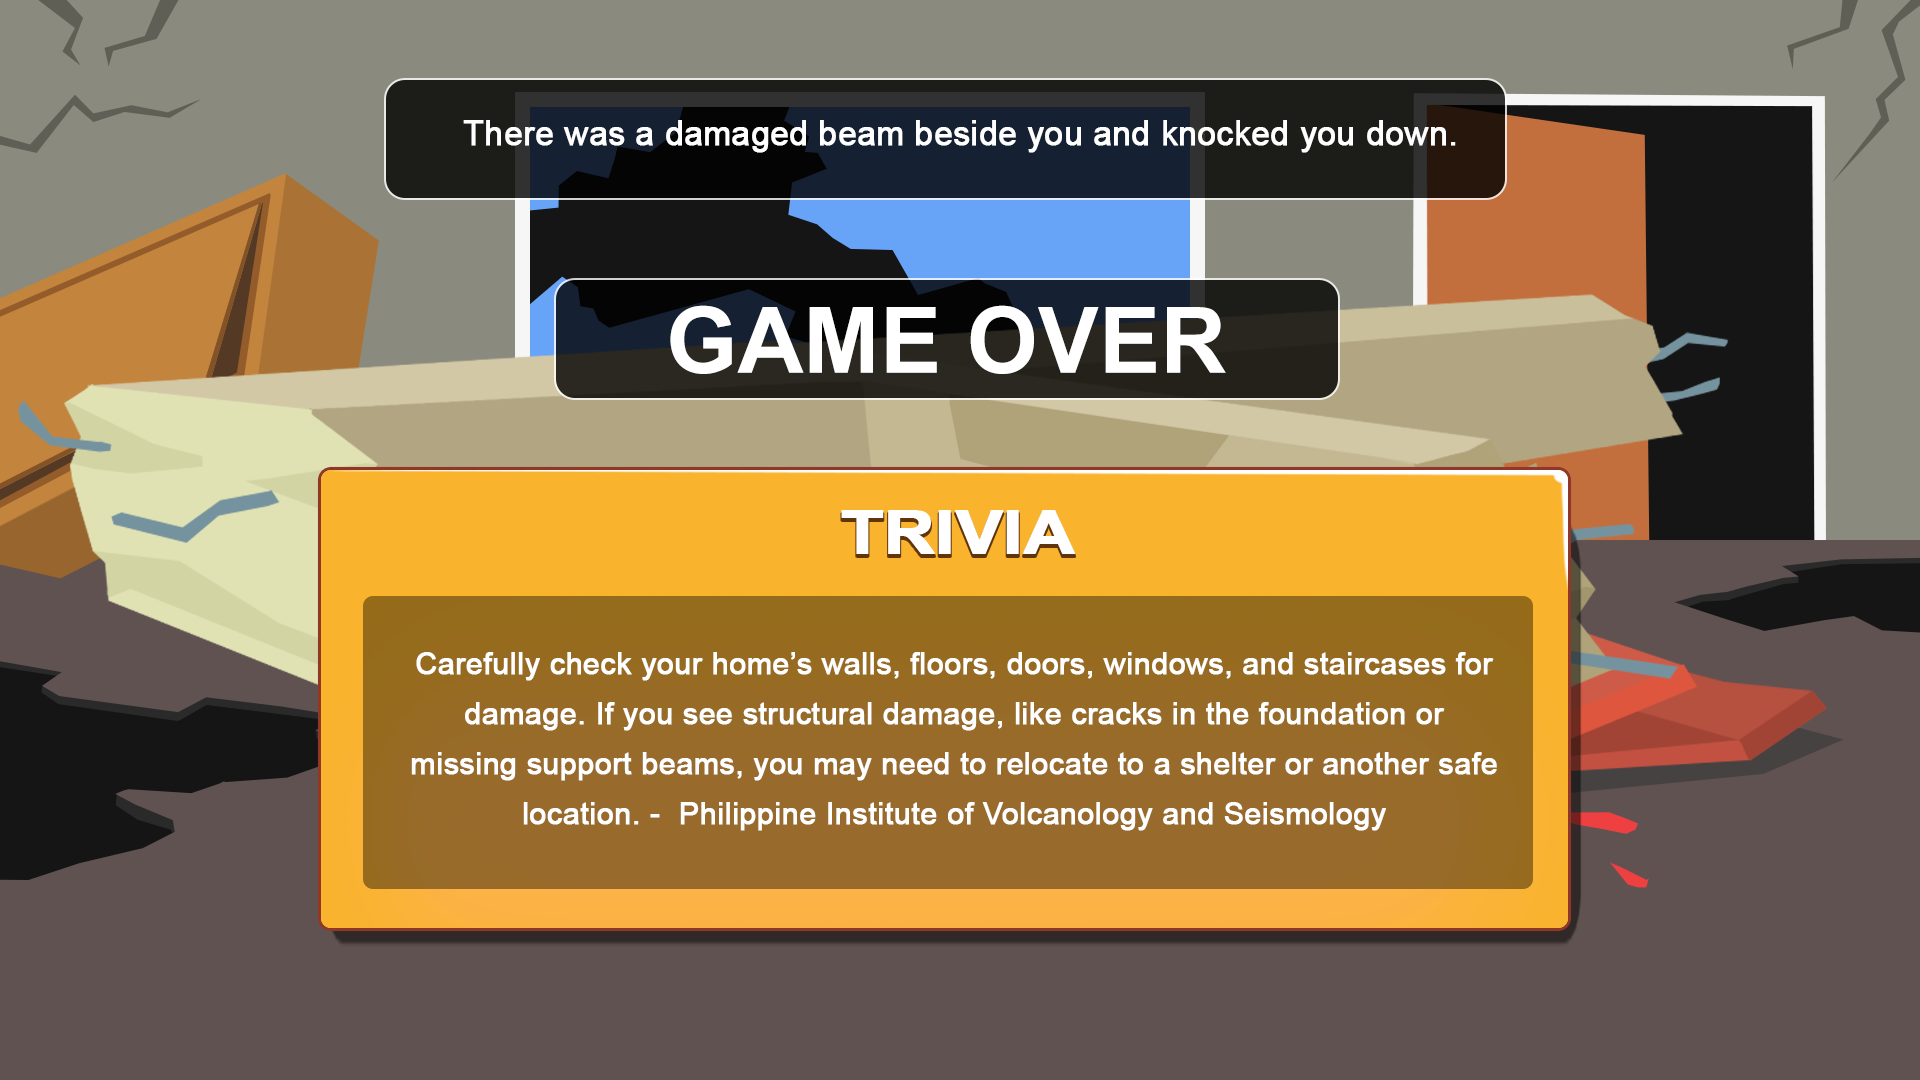 There was a damaged beam beside you and knocked you down.
GAME OVER
TRIVIA
Carefully check your home’s walls, floors, doors, windows, and staircases for
damage. If you see structural damage, like cracks in the foundation or
missing support beams, you may need to relocate to a shelter or another safe
location. -  Philippine Institute of Volcanology and Seismology